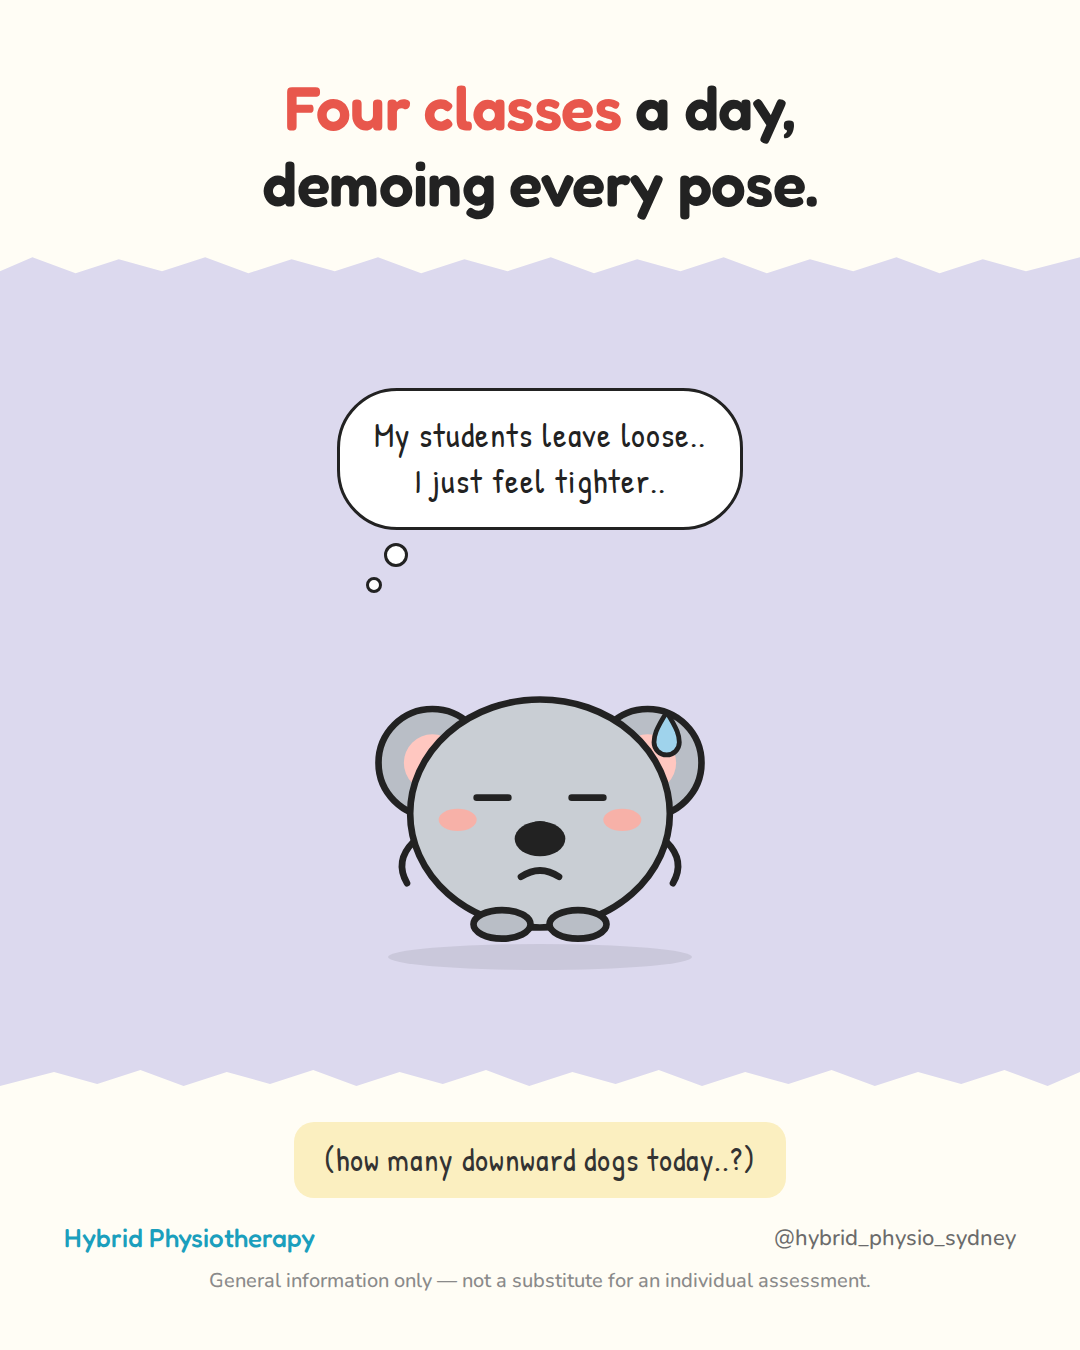 Four classes a day,
demoing every pose.
My students leave loose..
I just feel tighter..
(how many downward dogs today..?)
Hybrid Physiotherapy
@hybrid_physio_sydney
General information only — not a substitute for an individual assessment.